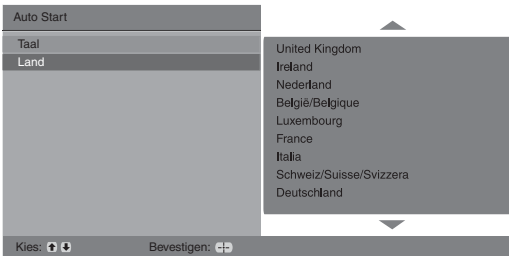 Auto Start
Taal
Land
United Kingdom
Ireland
Nederland
België/Belgique
Luxembourg
France
Italia
Schweiz/Suisse/Svizzera
Deutschland
Kies: Bevestigen: